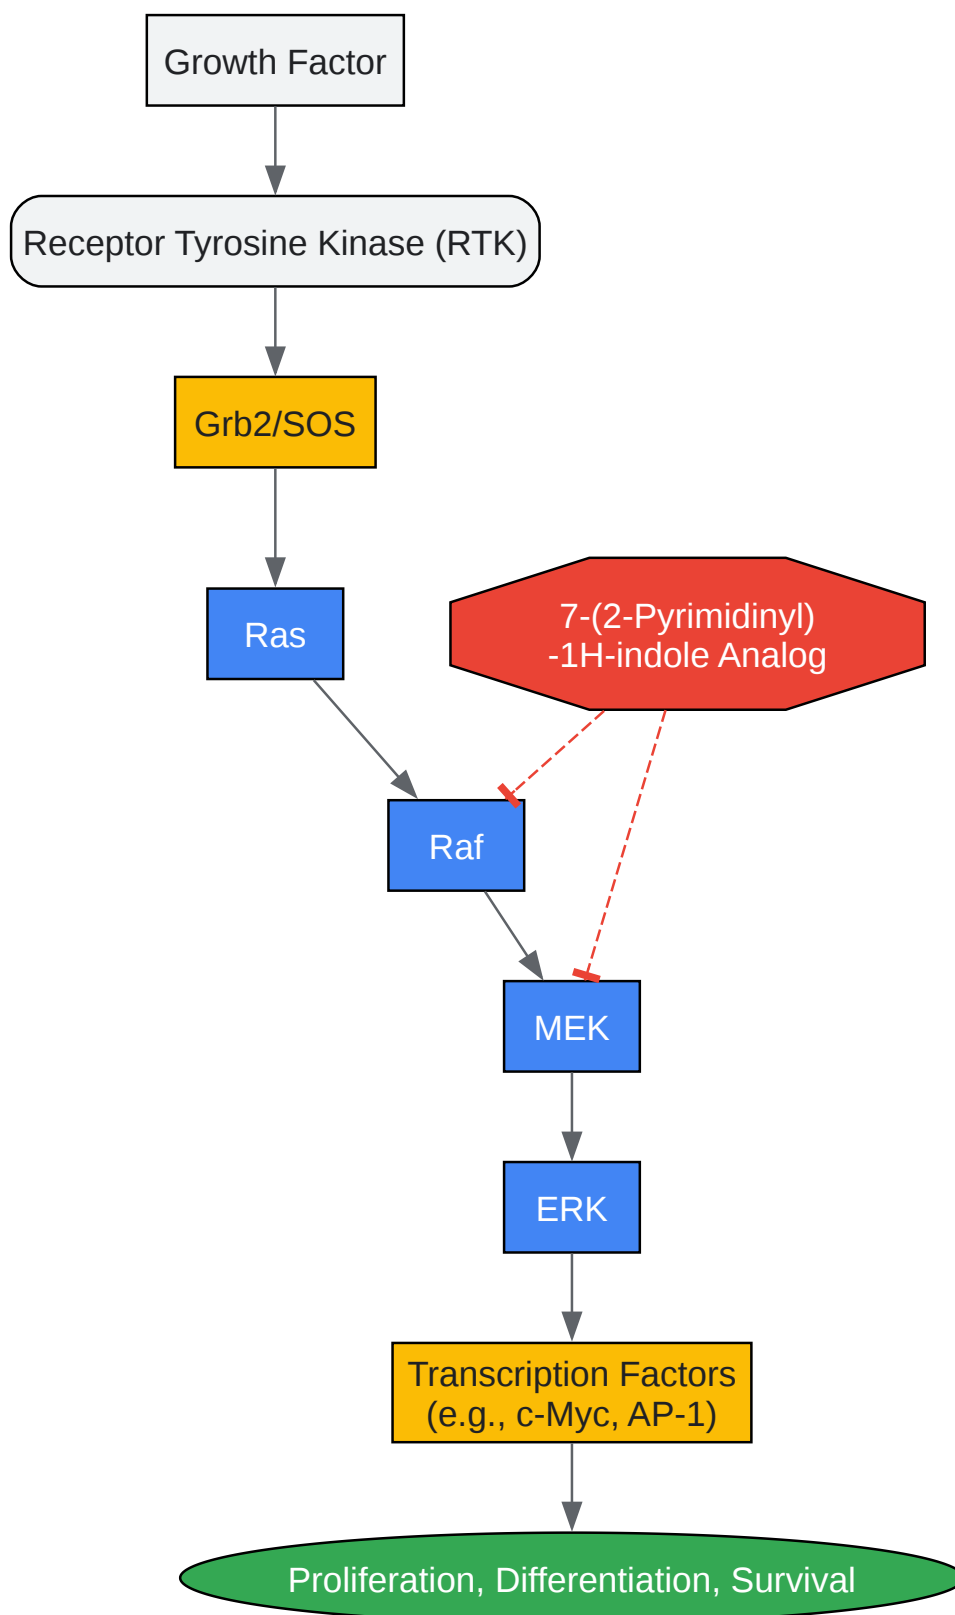 Growth Factor
Receptor Tyrosine Kinase (RTK)
Grb2/SOS
Ras
7-(2-Pyrimidinyl)
-1H-indole Analog
Raf
MEK
ERK
Transcription Factors
(e.g., c-Myc, AP-1)
Proliferation, Differentiation, Survival